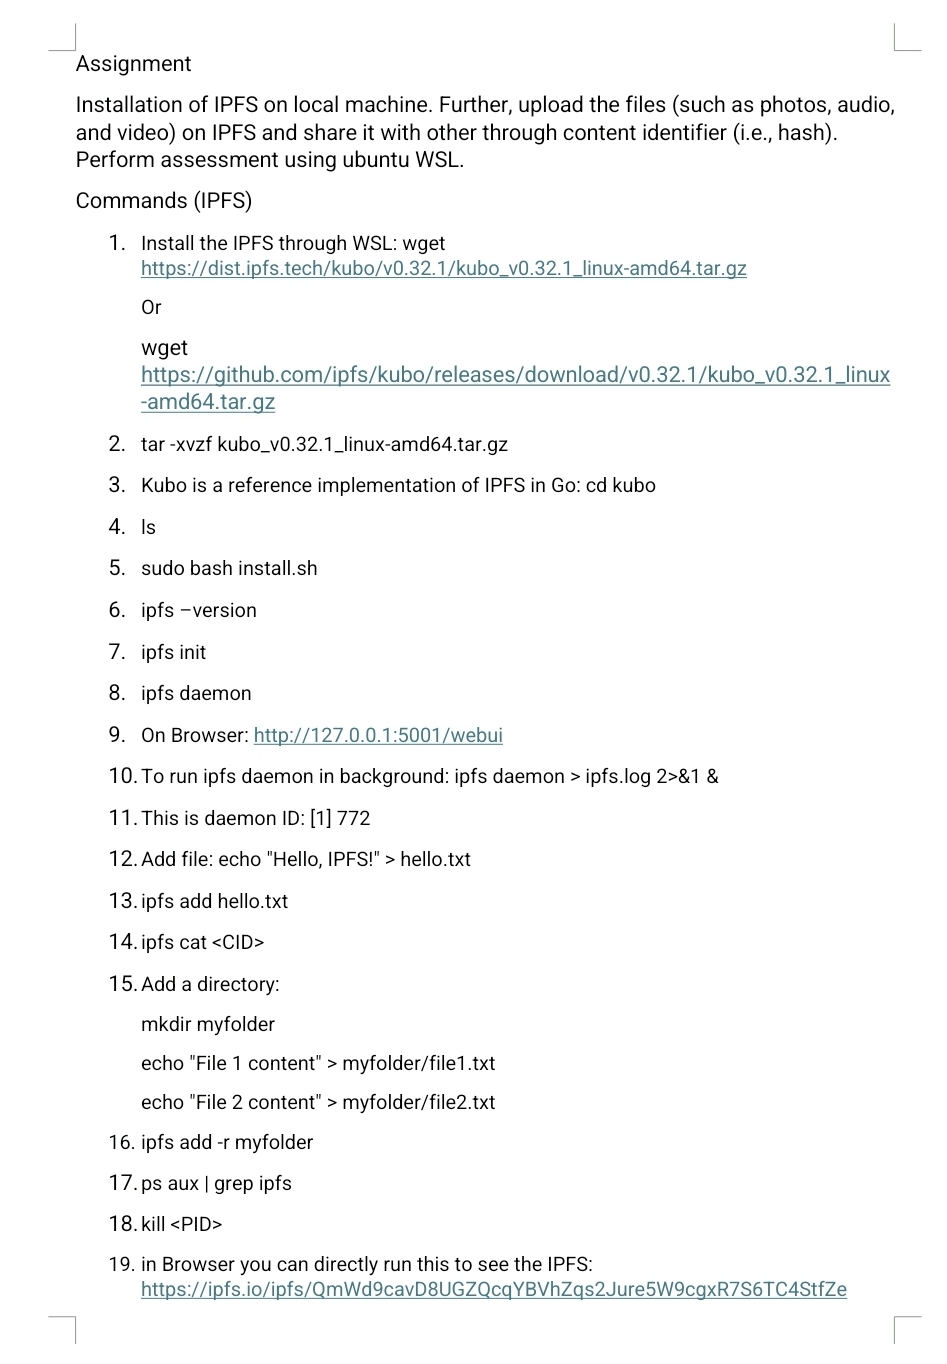 Assignment
Installation of IPFS on local machine. Further, upload the files (such as photos, audio,
and video) on IPFS and share it with other through content identifier (i.e., hash).
Perform assessment using ubuntu WSL.
Commands (IPFS)
1. Install the IPFS through WSL: wget
https://dist.ipfs.tech/kubo/v0.32.1/kubo_v0.32.1_linux-amd64.tar.gz
Or
wget
https://github.com/ipfs/kubo/releases/download/v0.32.1/kubo_v0.32.1_linux
-amd64.tar.gz
2. tar -xvzf kubo_v0.32.1_linux-amd64.tar.gz
3. Kubo is a reference implementation of IPFS in Go: cd kubo
4. ls
5. sudo bash install.sh
6. ipfs –version
7. ipfs init
8. ipfs daemon
9. On Browser: http://127.0.0.1:5001/webui
10. To run ipfs daemon in background: ipfs daemon > ipfs.log 2>&1 &
11. This is daemon ID: [1] 772
12. Add file: echo "Hello, IPFS!" > hello.txt
13. ipfs add hello.txt
14. ipfs cat <CID>
15. Add a directory:
mkdir myfolder
echo "File 1 content" > myfolder/file1.txt
echo "File 2 content" > myfolder/file2.txt
16. ipfs add -r myfolder
17. ps aux | grep ipfs
18. kill <PID>
19. in Browser you can directly run this to see the IPFS:
https://ipfs.io/ipfs/QmWd9cavD8UGZQcqYBVhZqs2Jure5W9cgxR7S6TC4StfZe